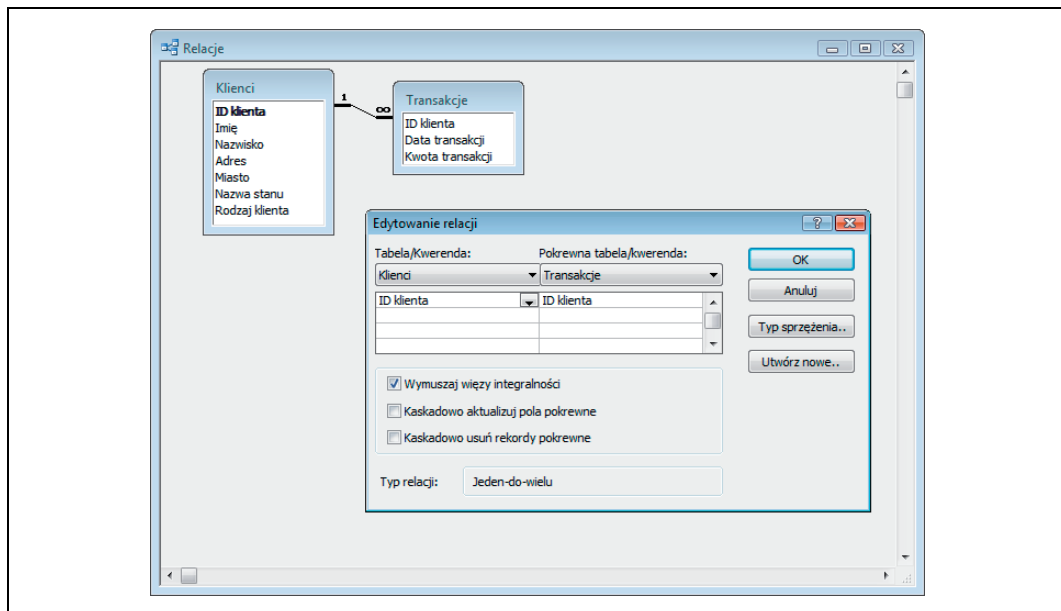 Relacje
Klienci
ID klienta
Imię
Nazwisko
Adres
Miasto
Nazwa stanu
Rodzaj klienta
1
∞
Transakcje
ID klienta
Data transakcji
Kwota transakcji
Edytowanie relacji
Tabela/Kwerenda: Pokrewna tabela/kwerenda:
Klienci Transakcje
ID klienta ID klienta
OK
Anuluj
Typ sprzężenia..
Utwórz nowe..
Wymuszaj więzy integralności
Kaskadowo aktualizuj pola pokrewne
Kaskadowo usuń rekordy pokrewne
Typ relacji: Jeden-do-wielu